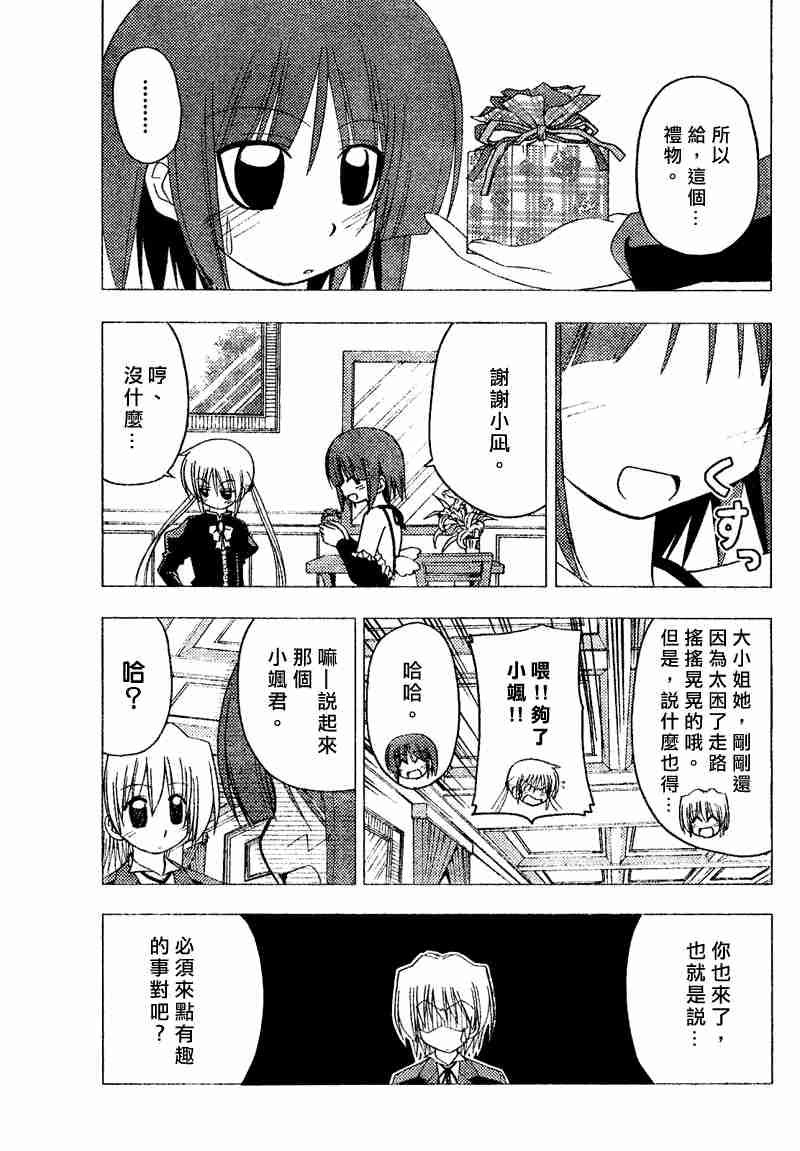 所以
給，這個…
禮物。
………
くすっ
謝謝小凪。
哼、
沒什麼…
大小姐她，剛剛還
因為太困了走路
搖搖晃晃的哦。
但是，說什麼也得…
喂!!夠了
小颯!!
哈哈。
嘛ー説起來
那個
小颯君。
哈？
你也來了，
也就是說…
必須來點有趣
的事對吧？